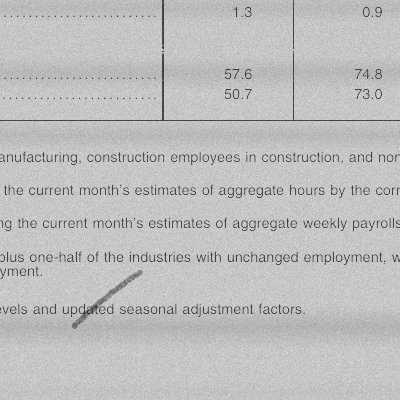 ........................ 1.3 0.9
........................ 57.6 74.8
........................ 50.7 73.0
anufacturing, construction employees in construction, and non
the current month's estimates of aggregate hours by the corr
ng the current month's estimates of aggregate weekly payrolls
plus one-half of the industries with unchanged employment, w
yment.
evels and updated seasonal adjustment factors.